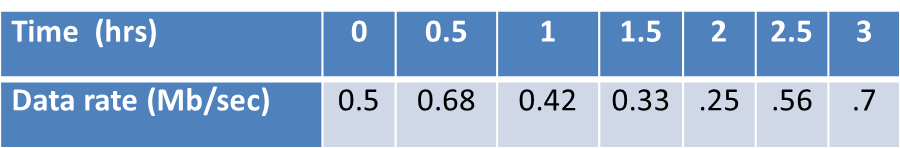 Time (hrs) 0 0.5 1 1.5 2 2.5 3
Data rate (Mb/sec) 0.5 0.68 0.42 0.33 .25 .56 .7